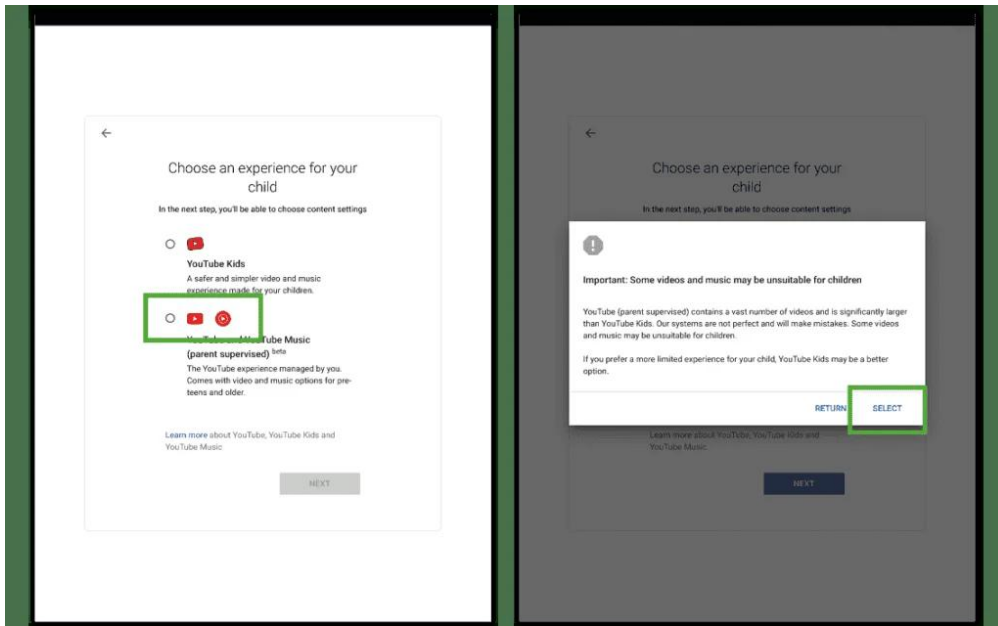 Choose an experience for your
child
In the next step, you'll be able to choose content settings
YouTube Kids
A safer and simpler video and music
experience made for your children.
YouTube and YouTube Music
(parent supervised) beta
The YouTube experience managed by you.
Comes with video and music options for pre-
teens and older.
Learn more about YouTube, YouTube Kids and
YouTube Music
NEXT
Choose an experience for your
child
In the next step, you'll be able to choose content settings
Important: Some videos and music may be unsuitable for children
YouTube (parent supervised) contains a vast number of videos and is significantly larger
than YouTube Kids. Our systems are not perfect and will make mistakes. Some videos
and music may be unsuitable for children.
If you prefer a more limited experience for your child, YouTube Kids may be a better
option.
RETURN SELECT
Learn more about YouTube, YouTube Kids and
YouTube Music
NEXT